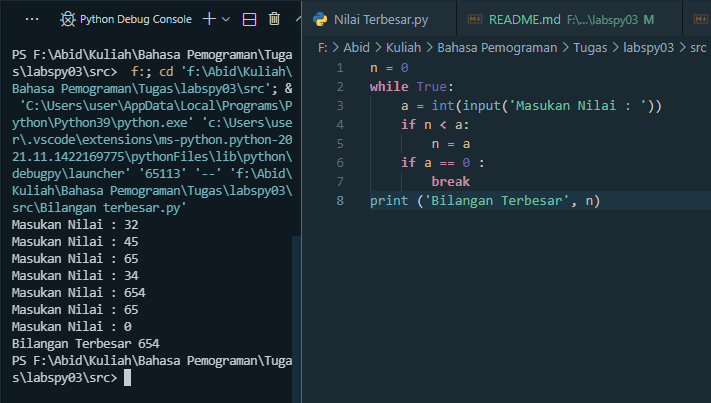 Python Debug Console
PS F:\Abid\Kuliah\Bahasa Pemograman\Tuga
s\labspy03\src>  f:; cd 'f:\Abid\Kuliah\
Bahasa Pemograman\Tugas\labspy03\src'; &
 'C:\Users\user\AppData\Local\Programs\P
ython\Python39\python.exe' 'c:\Users\use
r\.vscode\extensions\ms-python.python-20
21.11.1422169775\pythonFiles\lib\python\
debugpy\launcher' '65113' '--' 'f:\Abid\
Kuliah\Bahasa Pemograman\Tugas\labspy03\
src\Bilangan terbesar.py'
Masukan Nilai : 32
Masukan Nilai : 45
Masukan Nilai : 65
Masukan Nilai : 34
Masukan Nilai : 654
Masukan Nilai : 65
Masukan Nilai : 0
Bilangan Terbesar 654
PS F:\Abid\Kuliah\Bahasa Pemograman\Tuga
s\labspy03\src>
Nilai Terbesar.py
README.md F:\...\labspy03 M
F: > Abid > Kuliah > Bahasa Pemograman > Tugas > labspy03 > src
1 n = 0
2 while True:
3     a = int(input('Masukan Nilai : '))
4     if n < a:
5         n = a
6     if a == 0 :
7         break
8 print ('Bilangan Terbesar', n)